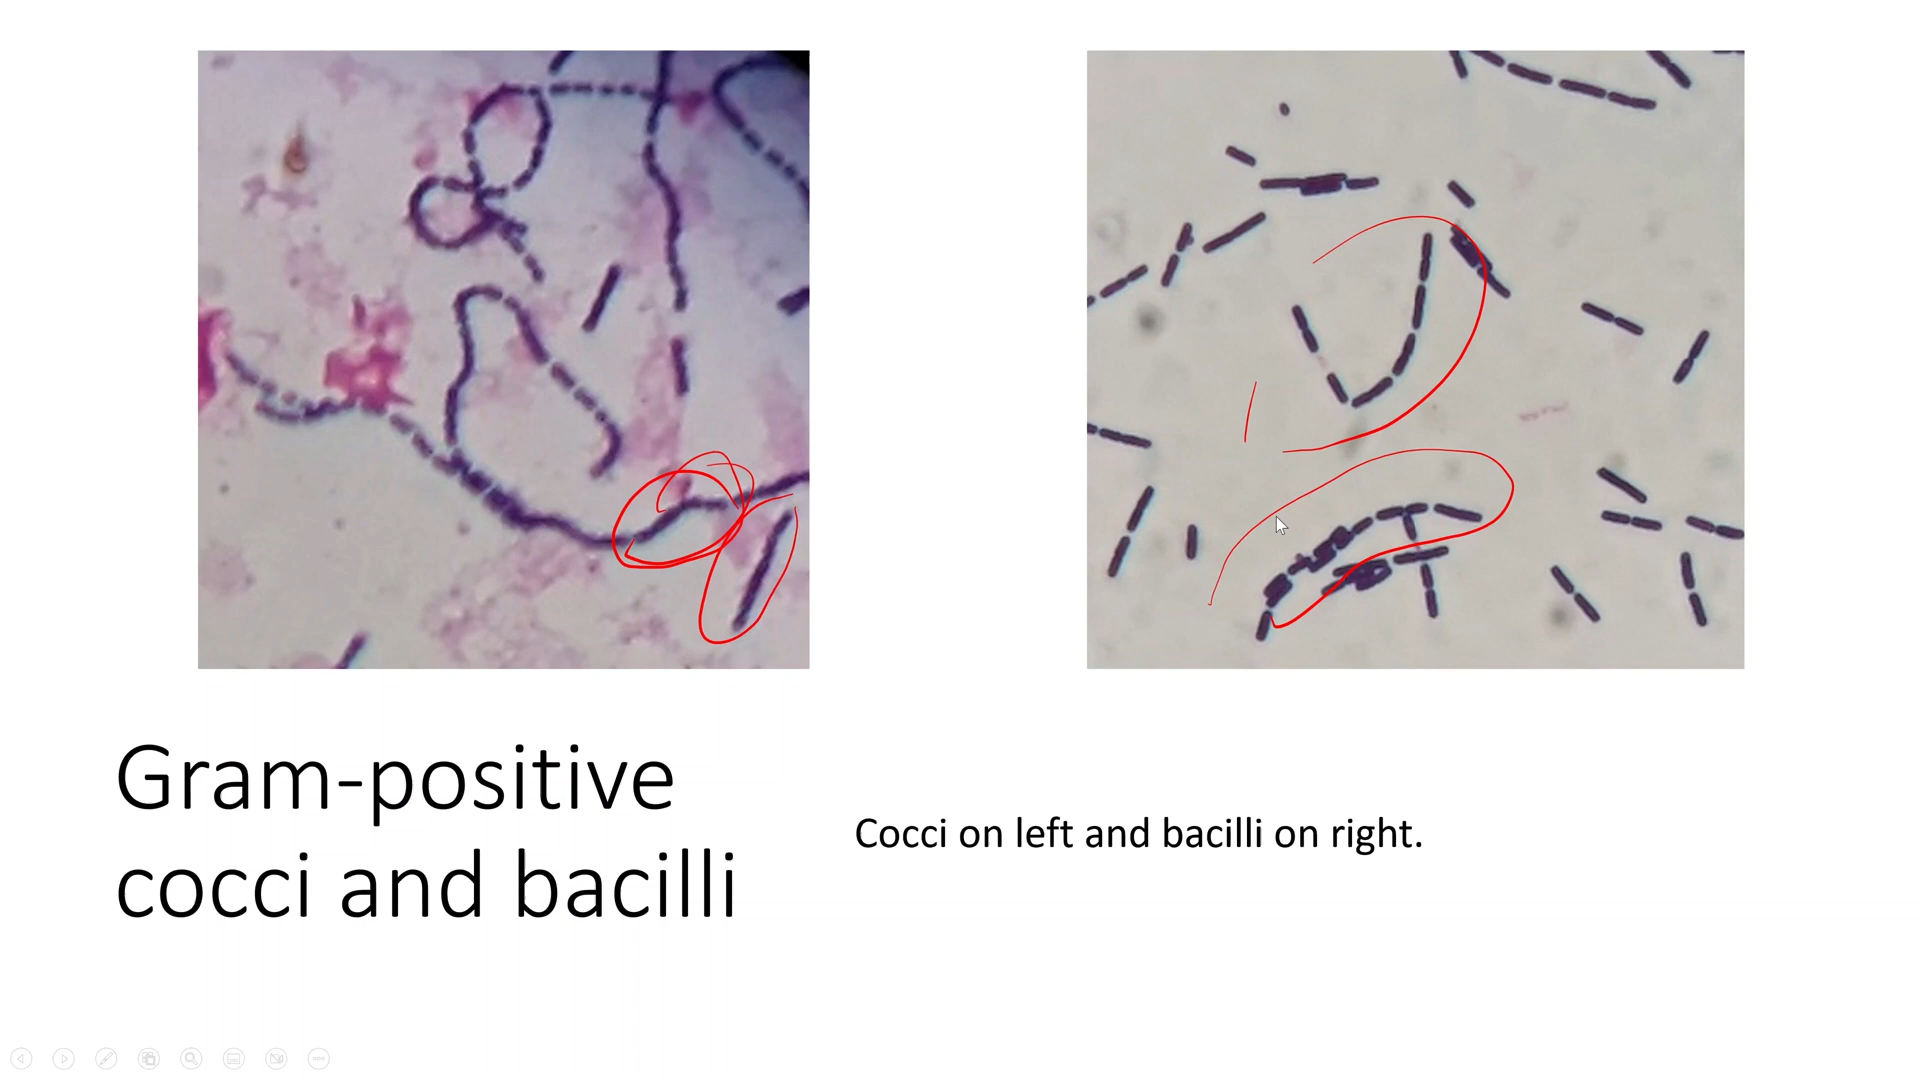 Gram-positive
cocci and bacilli
Cocci on left and bacilli on right.